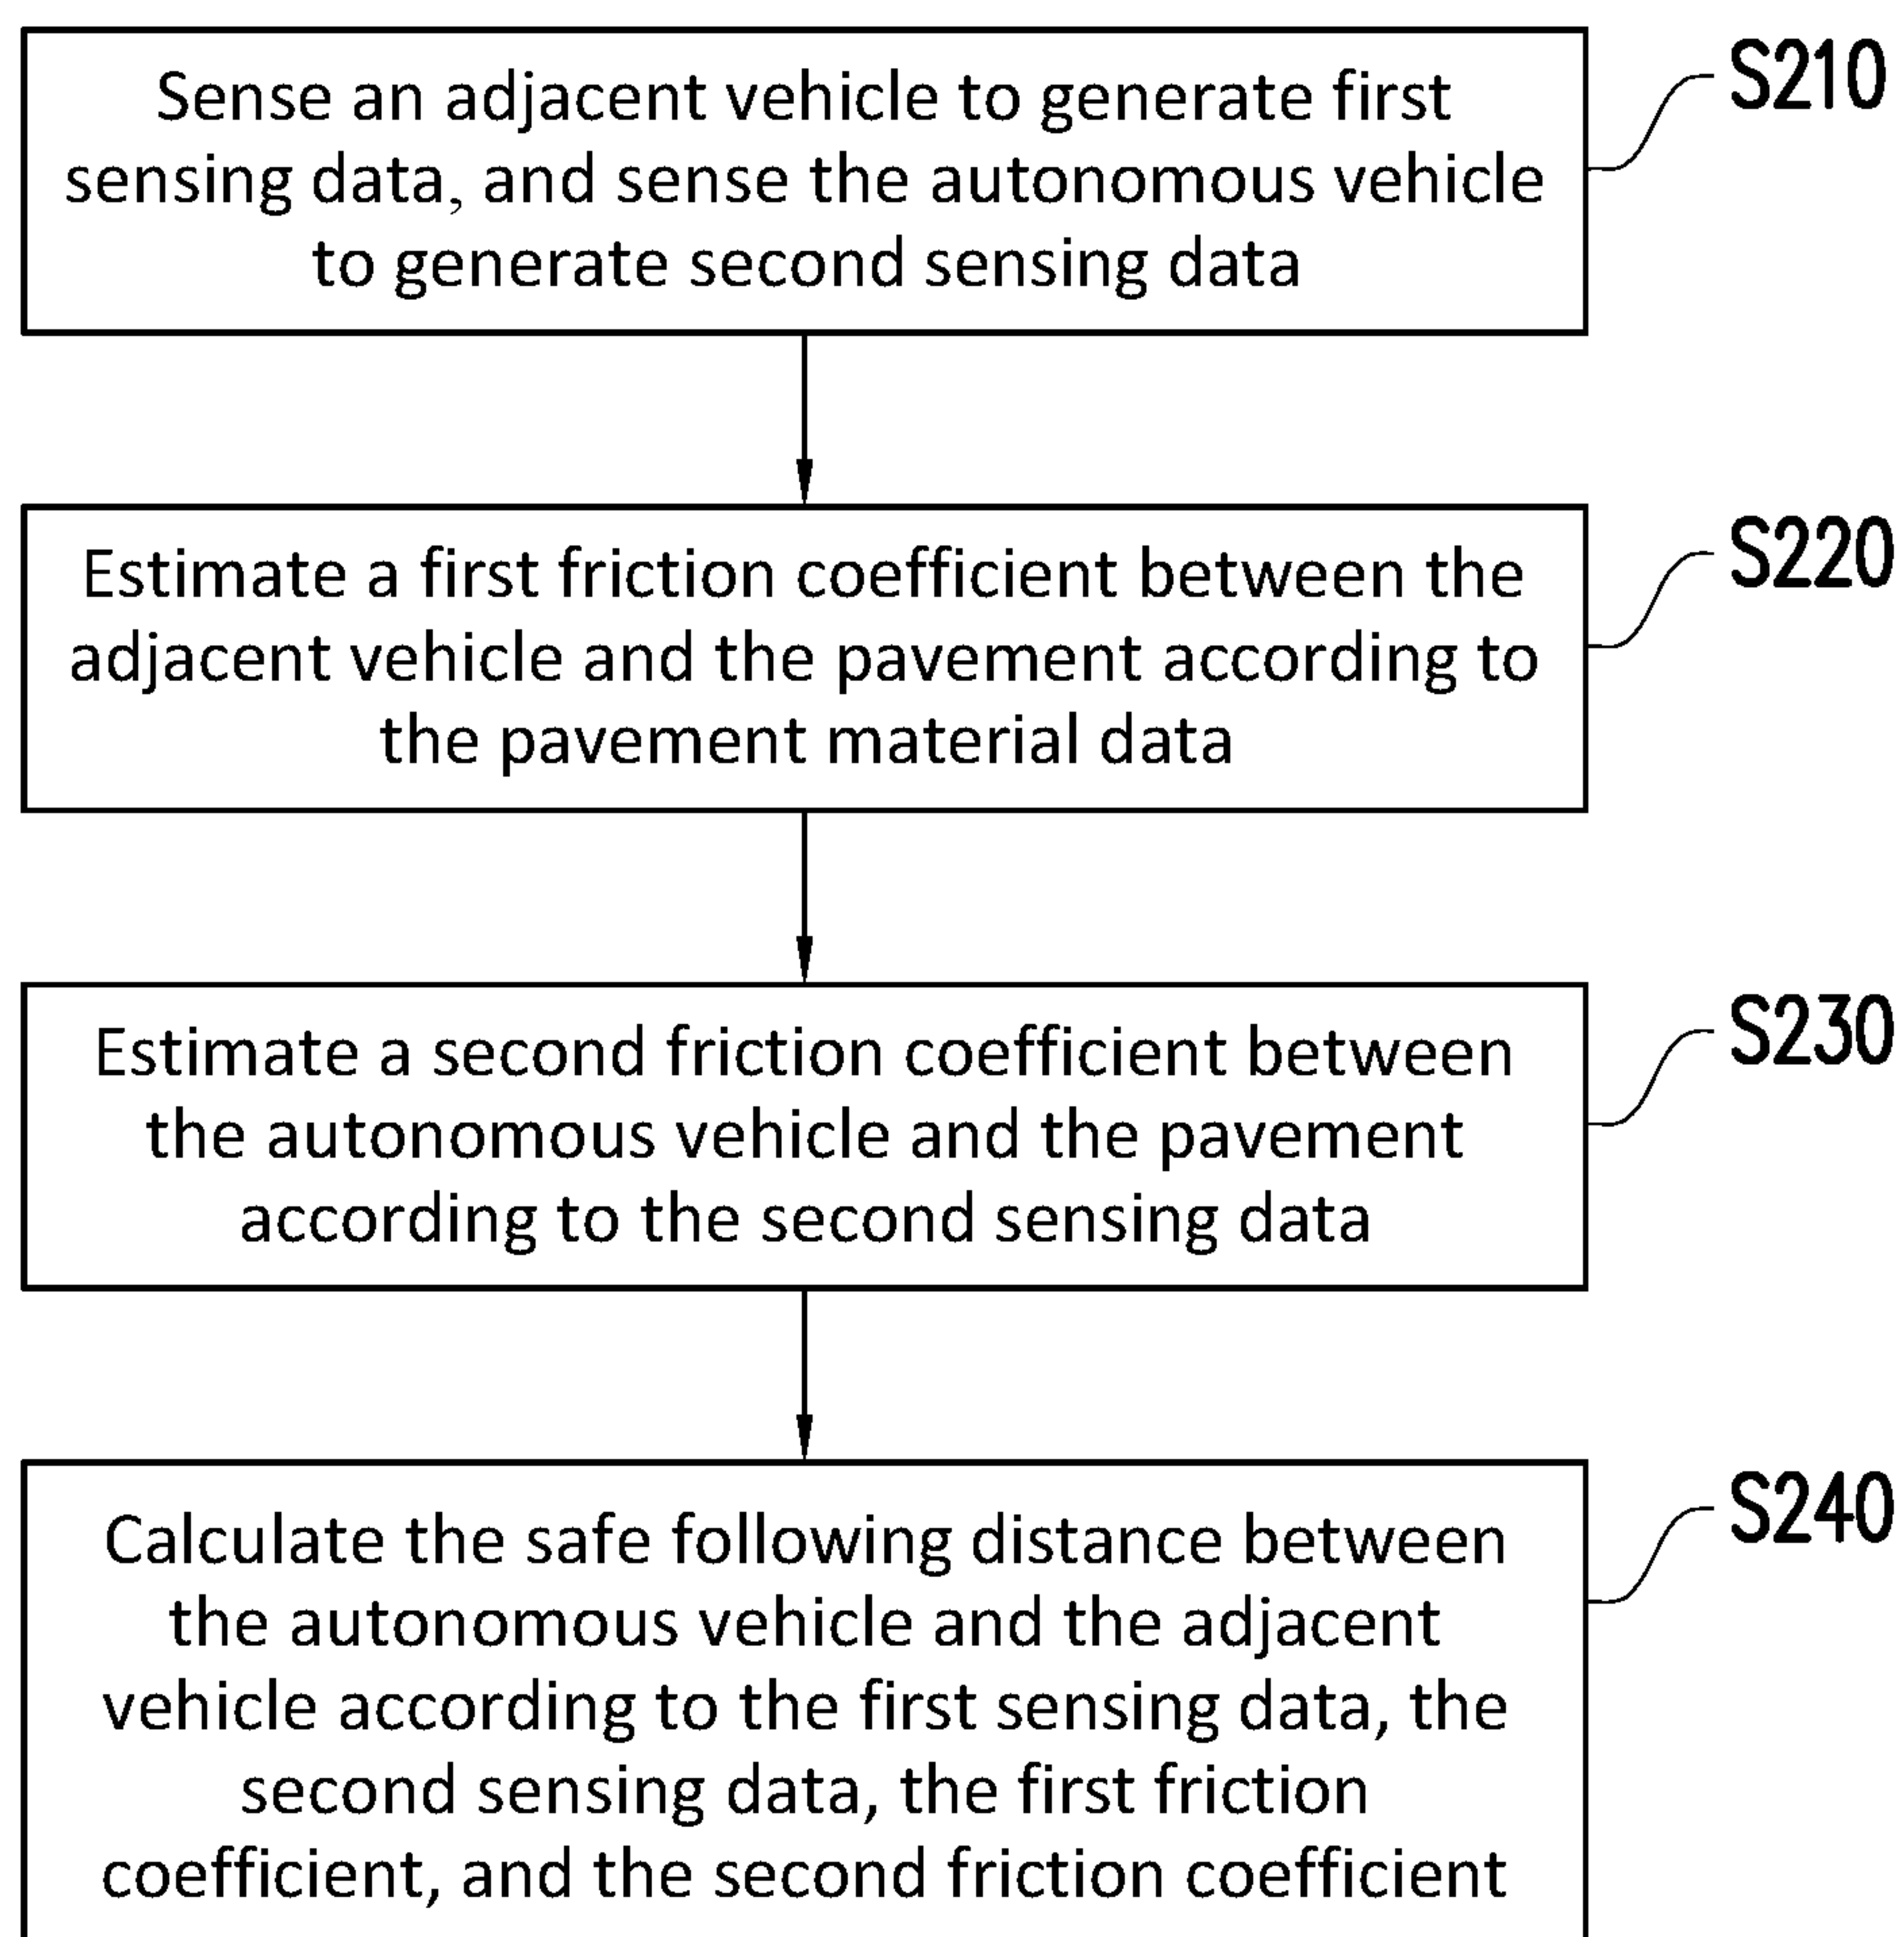 Sense an adjacent vehicle to generate first
sensing data, and sense the autonomous vehicle
to generate second sensing data
S210
Estimate a first friction coefficient between the
adjacent vehicle and the pavement according to
the pavement material data
S220
Estimate a second friction coefficient between
the autonomous vehicle and the pavement
according to the second sensing data
S230
Calculate the safe following distance between
the autonomous vehicle and the adjacent
vehicle according to the first sensing data, the
second sensing data, the first friction
coefficient, and the second friction coefficient
S240